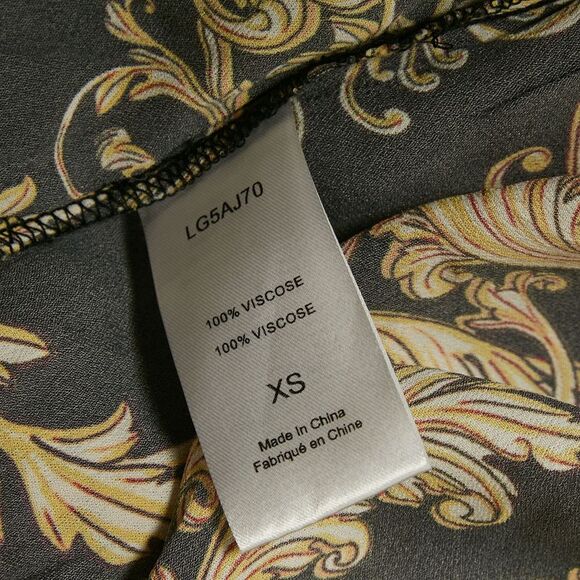 LG5AJ70
100% VISCOSE
100% VISCOSE
XS
Made In China
Fabriqué en Chine